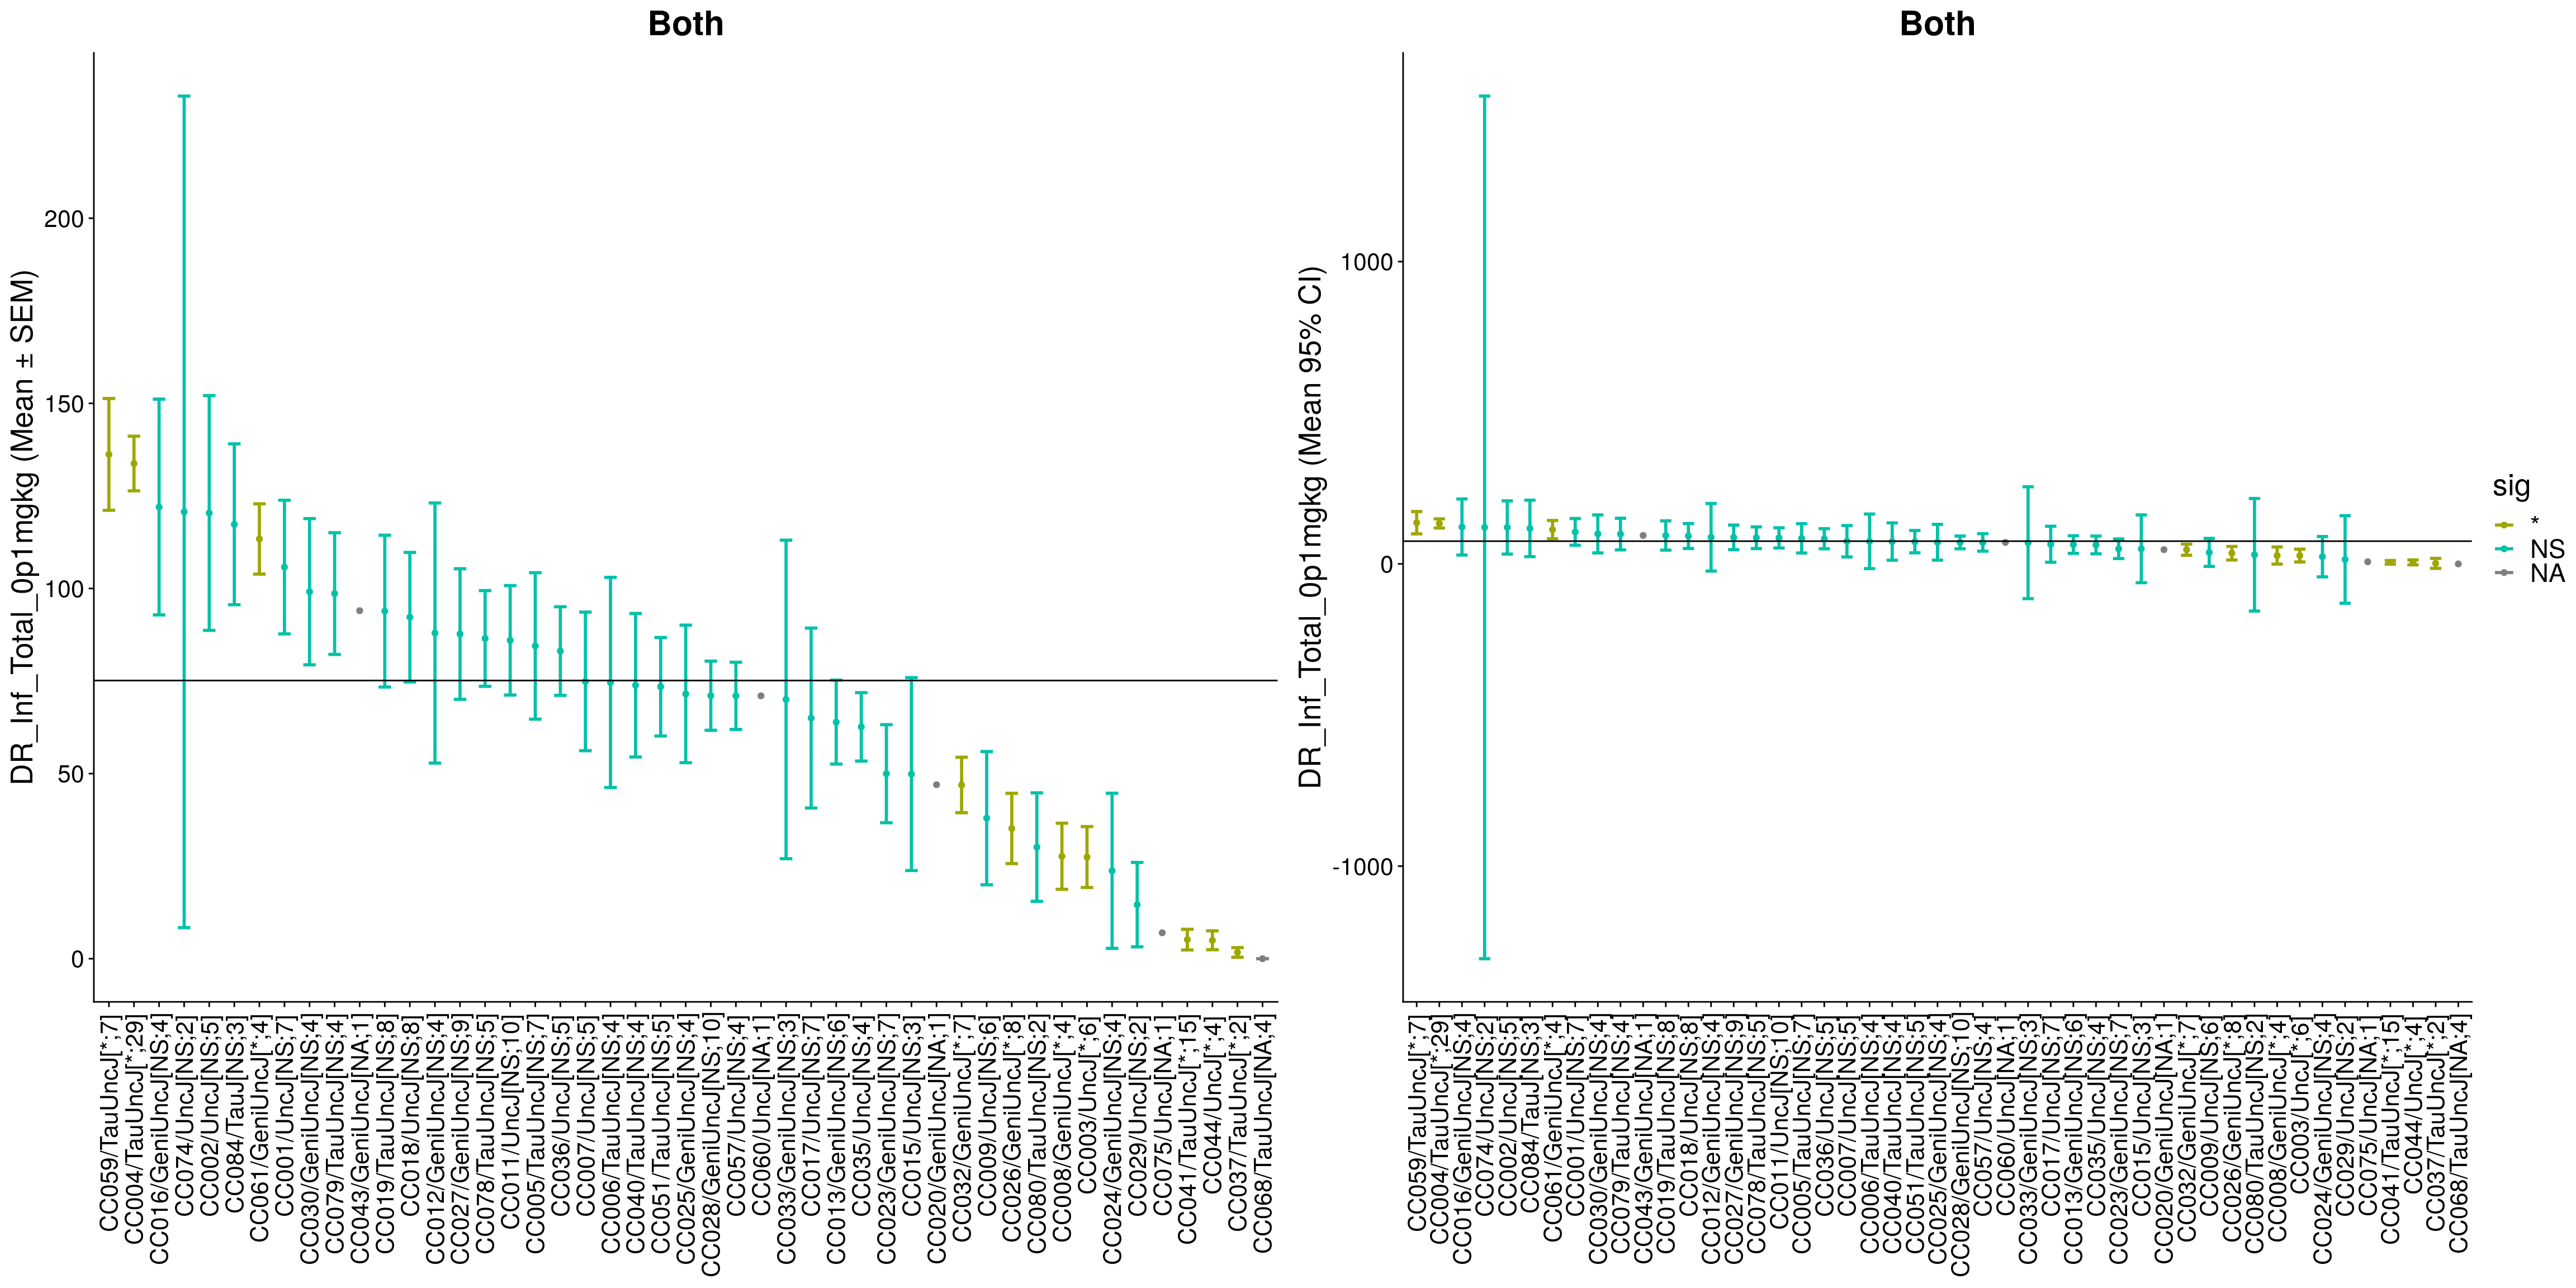 Both
DR_Inf_Total_0p1mgkg (Mean ± SEM)
200
150
100
50
0
CC059/TauUncJ[*;7]
CC004/TauUncJ[*;29]
CC016/GeniUncJ[NS;4]
CC074/UncJ[NS;2]
CC002/UncJ[NS;5]
CC084/TauJ[NS;3]
CC061/GeniUncJ[*;4]
CC001/UncJ[NS;7]
CC030/GeniUncJ[NS;4]
CC079/TauUncJ[NS;4]
CC043/GeniUncJ[NA;1]
CC019/TauUncJ[NS;8]
CC018/UncJ[NS;8]
CC012/GeniUncJ[NS;4]
CC027/GeniUncJ[NS;9]
CC078/TauUncJ[NS;5]
CC011/UncJ[NS;10]
CC005/TauUncJ[NS;7]
CC036/UncJ[NS;5]
CC007/UncJ[NS;5]
CC006/TauUncJ[NS;4]
CC040/TauUncJ[NS;4]
CC051/TauUncJ[NS;5]
CC025/GeniUncJ[NS;4]
CC028/GeniUncJ[NS;10]
CC057/UncJ[NS;4]
CC060/UncJ[NA;1]
CC033/GeniUncJ[NS;3]
CC017/UncJ[NS;7]
CC013/GeniUncJ[NS;6]
CC035/UncJ[NS;4]
CC023/GeniUncJ[NS;7]
CC015/UncJ[NS;3]
CC020/GeniUncJ[NA;1]
CC032/GeniUncJ[*;7]
CC009/UncJ[NS;6]
CC026/GeniUncJ[*;8]
CC080/TauUncJ[NS;2]
CC008/GeniUncJ[*;4]
CC003/UncJ[*;6]
CC024/GeniUncJ[NS;4]
CC029/UncJ[NS;2]
CC075/UncJ[NA;1]
CC041/TauUncJ[*;15]
CC044/UncJ[*;4]
CC037/TauUncJ[*;2]
CC068/TauUncJ[NA;4]
Both
DR_Inf_Total_0p1mgkg (Mean 95% CI)
1000
0
-1000
CC059/TauUncJ[*;7]
CC004/TauUncJ[*;29]
CC016/GeniUncJ[NS;4]
CC074/UncJ[NS;2]
CC002/UncJ[NS;5]
CC084/TauJ[NS;3]
CC061/GeniUncJ[*;4]
CC001/UncJ[NS;7]
CC030/GeniUncJ[NS;4]
CC079/TauUncJ[NS;4]
CC043/GeniUncJ[NA;1]
CC019/TauUncJ[NS;8]
CC018/UncJ[NS;8]
CC012/GeniUncJ[NS;4]
CC027/GeniUncJ[NS;9]
CC078/TauUncJ[NS;5]
CC011/UncJ[NS;10]
CC005/TauUncJ[NS;7]
CC036/UncJ[NS;5]
CC007/UncJ[NS;5]
CC006/TauUncJ[NS;4]
CC040/TauUncJ[NS;4]
CC051/TauUncJ[NS;5]
CC025/GeniUncJ[NS;4]
CC028/GeniUncJ[NS;10]
CC057/UncJ[NS;4]
CC060/UncJ[NA;1]
CC033/GeniUncJ[NS;3]
CC017/UncJ[NS;7]
CC013/GeniUncJ[NS;6]
CC035/UncJ[NS;4]
CC023/GeniUncJ[NS;7]
CC015/UncJ[NS;3]
CC020/GeniUncJ[NA;1]
CC032/GeniUncJ[*;7]
CC009/UncJ[NS;6]
CC026/GeniUncJ[*;8]
CC080/TauUncJ[NS;2]
CC008/GeniUncJ[*;4]
CC003/UncJ[*;6]
CC024/GeniUncJ[NS;4]
CC029/UncJ[NS;2]
CC075/UncJ[NA;1]
CC041/TauUncJ[*;15]
CC044/UncJ[*;4]
CC037/TauUncJ[*;2]
CC068/TauUncJ[NA;4]
sig
*
NS
NA